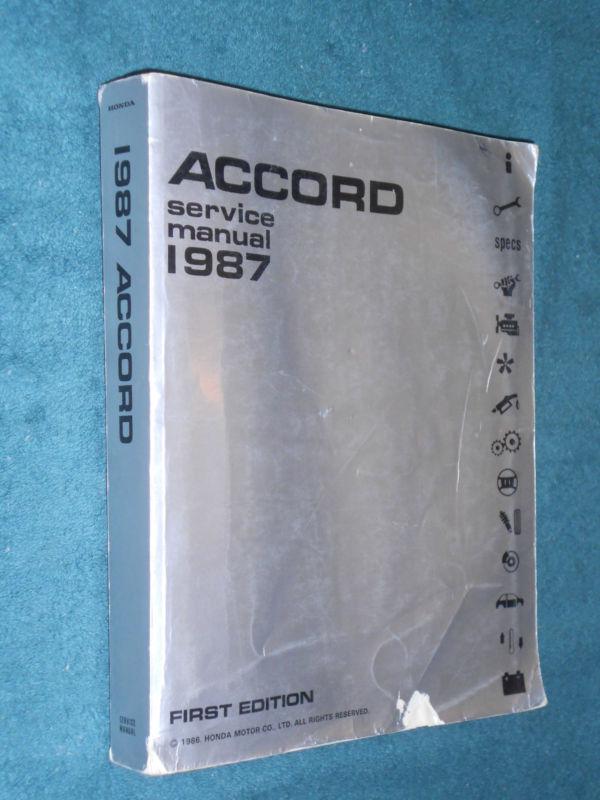 HONDA
1987 ACCORD
SERVICE
MANUAL
ACCORD
service
manual
1987
specs
FIRST EDITION
© 1986. HONDA MOTOR CO., LTD. ALL RIGHTS RESERVED.